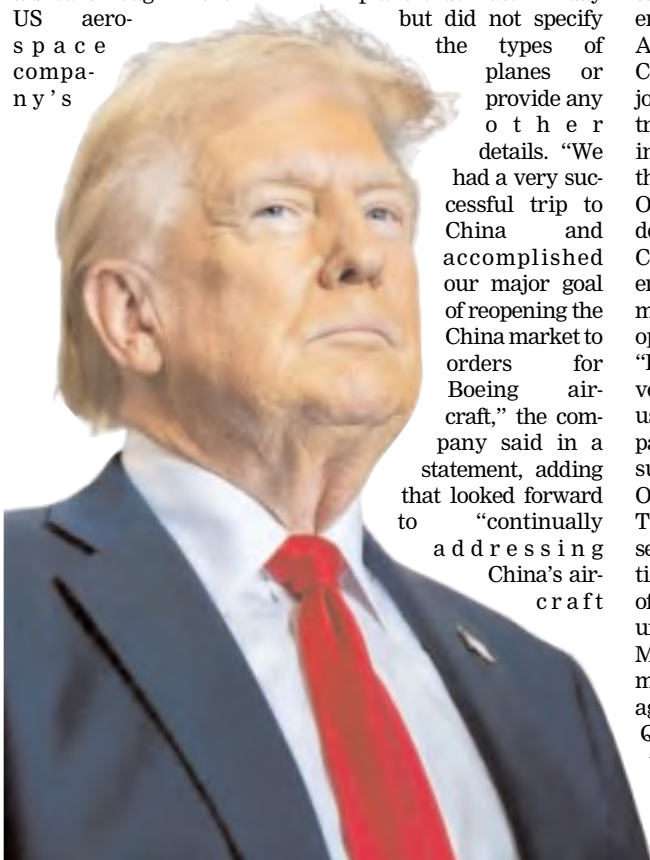 US aero-
space
compa-
ny's
but did not specify
the types of
planes or
provide any
other
details. “We
had a very suc-
cessful trip to
China and
accomplished
our major goal
of reopening the
China market to
orders for
Boeing air-
craft,” the com-
pany said in a
statement, adding
that looked forward
to “continually
addressing
China’s air-
craft